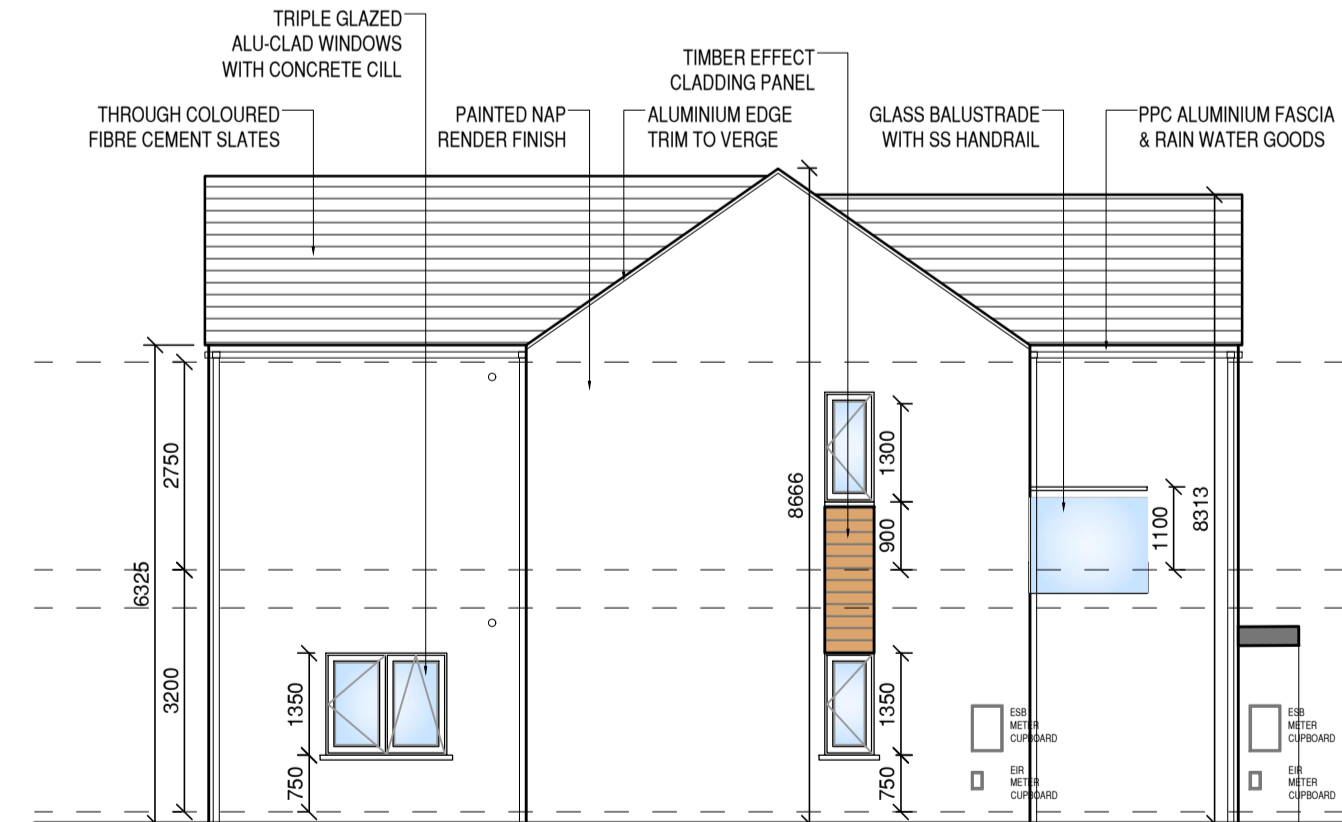 TRIPLE GLAZED
ALU-CLAD WINDOWS
WITH CONCRETE CILL
TIMBER EFFECT
CLADDING PANEL
THROUGH COLOURED
FIBRE CEMENT SLATES
PAINTED NAP
RENDER FINISH
ALUMINIUM EDGE
TRIM TO VERGE
GLASS BALUSTRADE
WITH SS HANDRAIL
PPC ALUMINIUM FASCIA
& RAIN WATER GOODS
6325
2750
3200
1350
750
8666
1300
900
1350
750
1100
8313
ESB
METER
CUPBOARD
EIR
METER
CUPBOARD
ESB
METER
CUPBOARD
EIR
METER
CUPBOARD